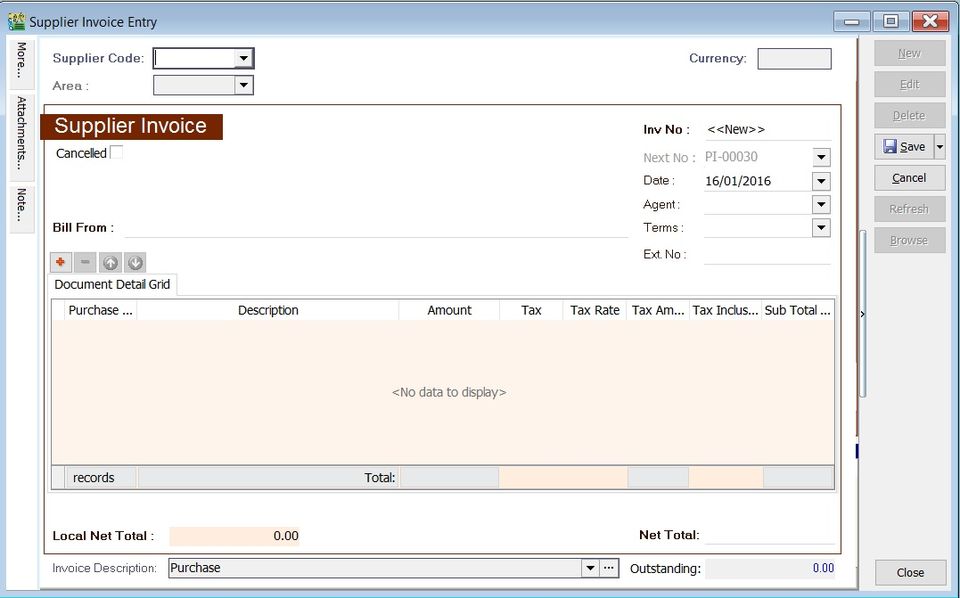 Supplier Invoice Entry
More...
Attachments...
Note...
Supplier Code:
Currency:
Area :
Supplier Invoice
Cancelled
Inv No : <<New>>
Next No : PI-00030
Date : 16/01/2016
Agent :
Terms :
Bill From :
Ext. No :
Document Detail Grid
Purchase ... Description Amount Tax Tax Rate Tax Am... Tax Inclus... Sub Total ...
<No data to display>
records Total:
Local Net Total : 0.00 Net Total:
Invoice Description: Purchase ... Outstanding: 0.00
New
Edit
Delete
Save
Cancel
Refresh
Browse
Close